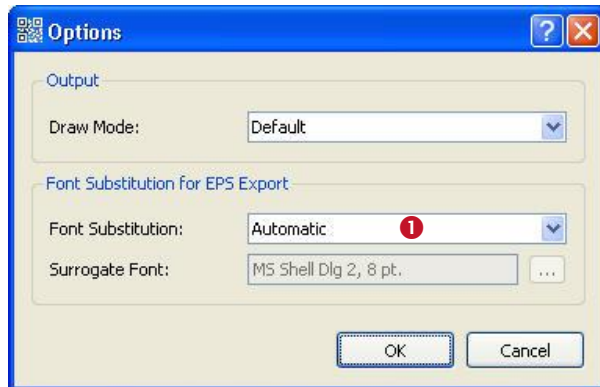 Options
Output
Draw Mode: Default
Font Substitution for EPS Export
Font Substitution: Automatic 1
Surrogate Font: MS Shell Dlg 2, 8 pt. ...
OK Cancel